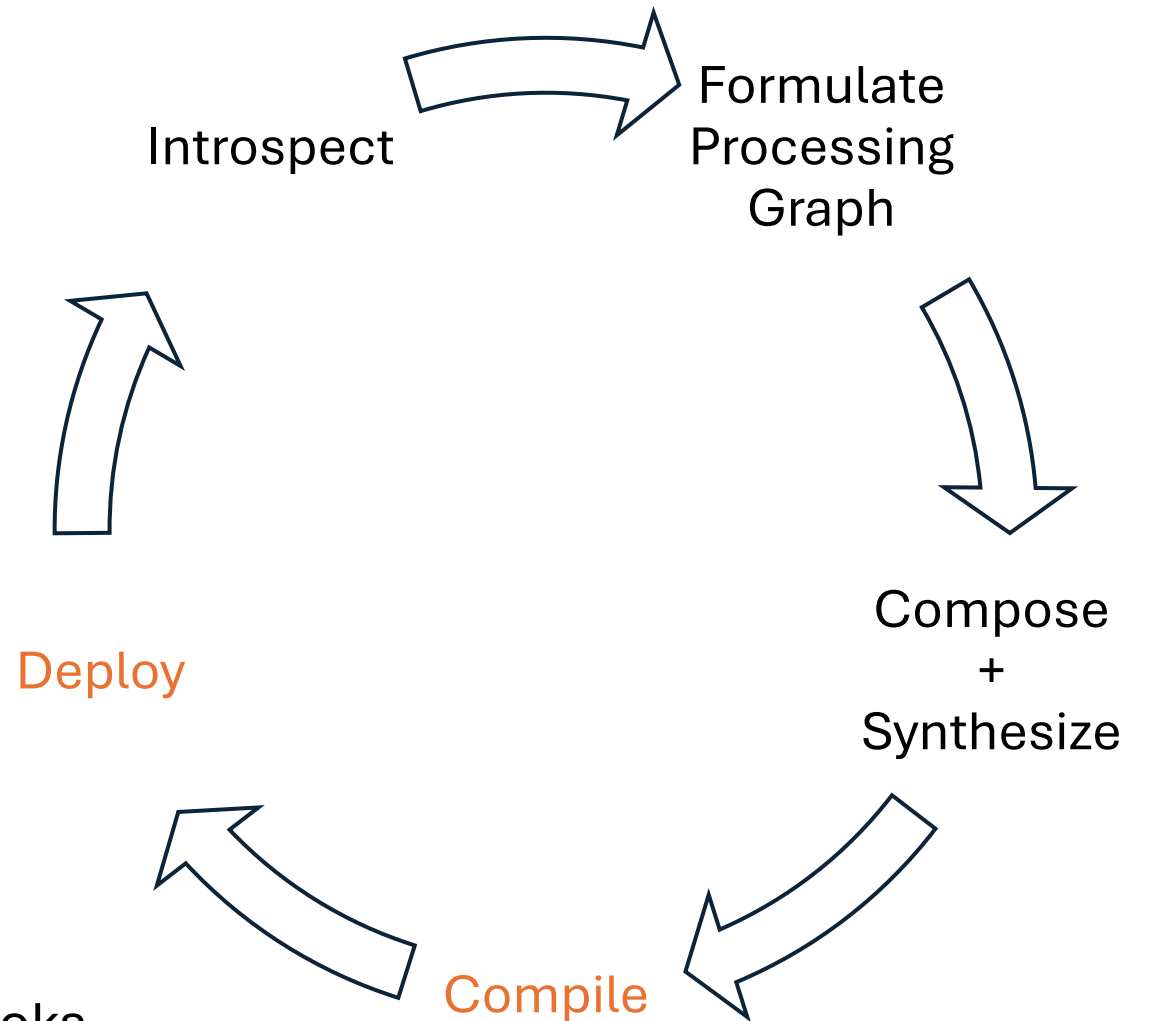 Introspect
Formulate
Processing
Graph
Compose
+
Synthesize
Compile
Deploy